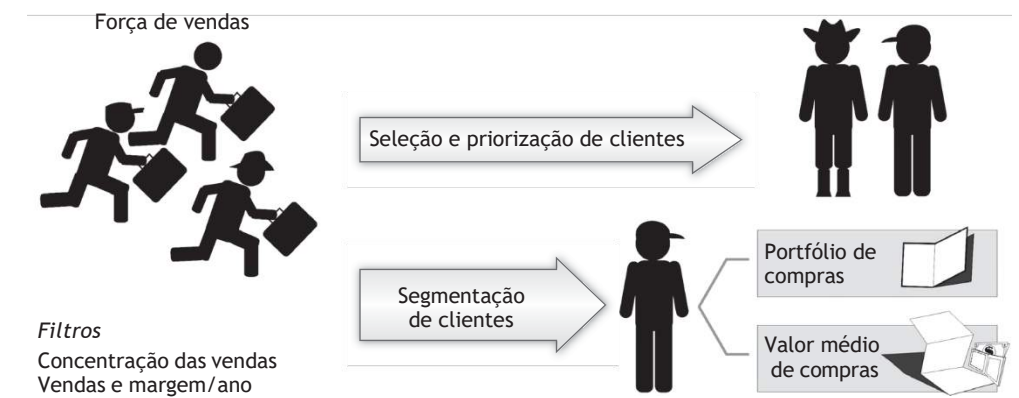 Força de vendas
Seleção e priorização de clientes
Segmentação
de clientes
Portfólio de
compras
Valor médio
de compras
Filtros
Concentração das vendas
Vendas e margem/ano